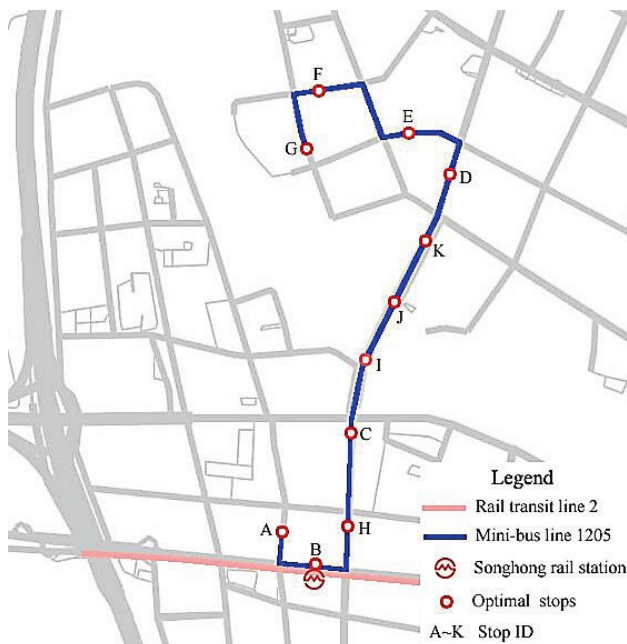 F
E
G
D
K
J
I
C
Legend
Rail transit line 2
A
H
Mini-bus line 1205
B
Songhong rail station
Optimal stops
A~K Stop ID